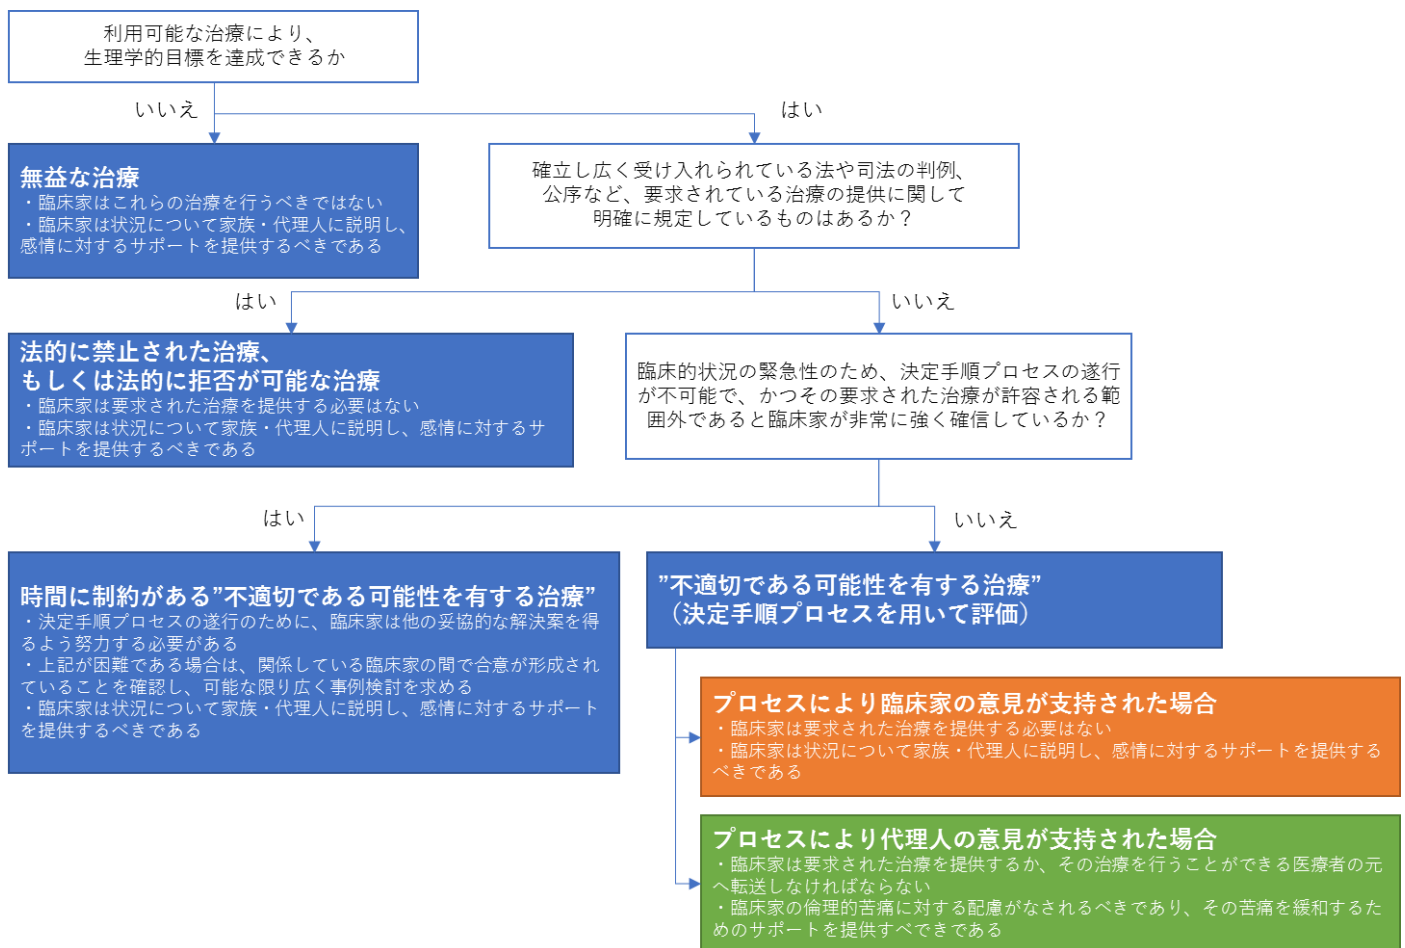 利用可能な治療により、
生理学的目標を達成できるか
いいえ
はい
無益な治療
・臨床家はこれらの治療を行うべきではない
・臨床家は状況について家族・代理人に説明し、
感情に対するサポートを提供するべきである
確立し広く受け入れられている法や司法の判例、
公序など、要求されている治療の提供に関して
明確に規定しているものはあるか？
はい
いいえ
法的に禁止された治療、
もしくは法的に拒否が可能な治療
・臨床家は要求された治療を提供する必要はない
・臨床家は状況について家族・代理人に説明し、感情に対するサ
ポートを提供するべきである
臨床的状況の緊急性のため、決定手順プロセスの遂行
が不可能で、かつその要求された治療が許容される範
囲外であると臨床家が非常に強く確信しているか？
はい
いいえ
時間に制約がある”不適切である可能性を有する治療”
・決定手順プロセスの遂行のために、臨床家は他の妥協的な解決案を得
るよう努力する必要がある
・上記が困難である場合は、関係している臨床家の間で合意が形成され
ていることを確認し、可能な限り広く事例検討を求める
・臨床家は状況について家族・代理人に説明し、感情に対するサポート
を提供するべきである
”不適切である可能性を有する治療”
（決定手順プロセスを用いて評価）
プロセスにより臨床家の意見が支持された場合
・臨床家は要求された治療を提供する必要はない
・臨床家は状況について家族・代理人に説明し、感情に対するサポートを提供する
べきである
プロセスにより代理人の意見が支持された場合
・臨床家は要求された治療を提供するか、その治療を行うことができる医療者の元
へ転送しなければならない
・臨床家の倫理的苦痛に対する配慮がなされるべきであり、その苦痛を緩和するた
めのサポートを提供すべできである